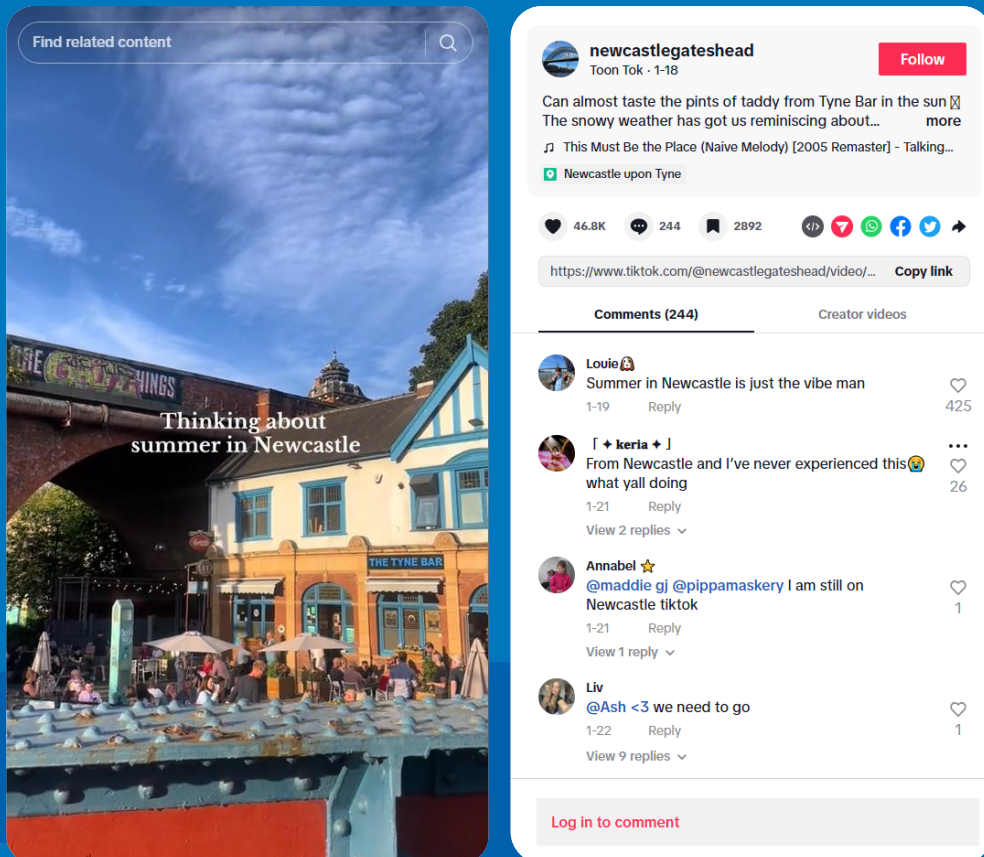 Find related content
THE
HINGS
Thinking about
summer in Newcastle
THE TYNE BAR
newcastlegateshead
Toon Tok · 1-18
Follow
Can almost taste the pints of taddy from Tyne Bar in the sun
The snowy weather has got us reminiscing about... more
This Must Be the Place (Naive Melody) [2005 Remaster] - Talking...
Newcastle upon Tyne
46.8K 244 2892
https://www.tiktok.com/@newcastlegateshead/video/... Copy link
Comments (244) Creator videos
Louie
Summer in Newcastle is just the vibe man
425
1-19 Reply
「 ✦ 𝐤𝐞𝐫𝐢𝐚 ✦ 」
From Newcastle and I've never experienced this😭
what yall doing
26
1-21 Reply
View 2 replies
Annabel ⭐
@maddie gj @pippamaskery I am still on
Newcastle tiktok
1
1-21 Reply
View 1 reply
Liv
@Ash <3 we need to go
1
1-22 Reply
View 9 replies
Log in to comment